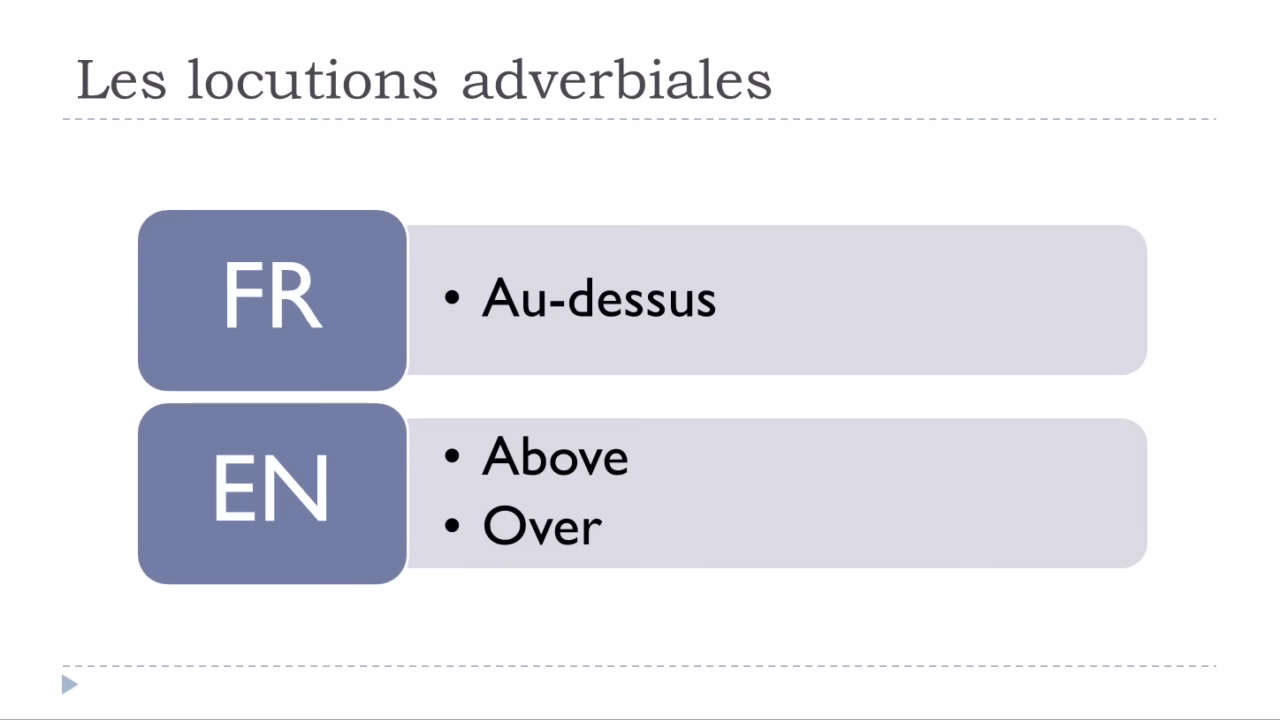 Les locutions adverbiales
FR
• Au-dessus
EN
• Above
• Over